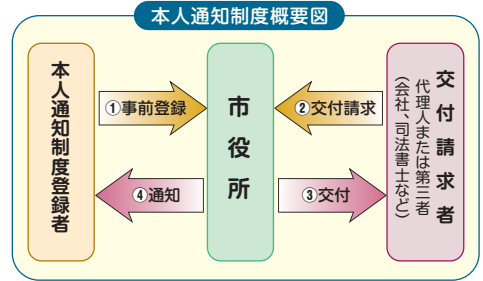 本人通知制度概要図
本人通知制度登録者
①事前登録
④通知
市役所
②交付請求
③交付
交付請求者
代理人または第三者
（会社、司法書士など）